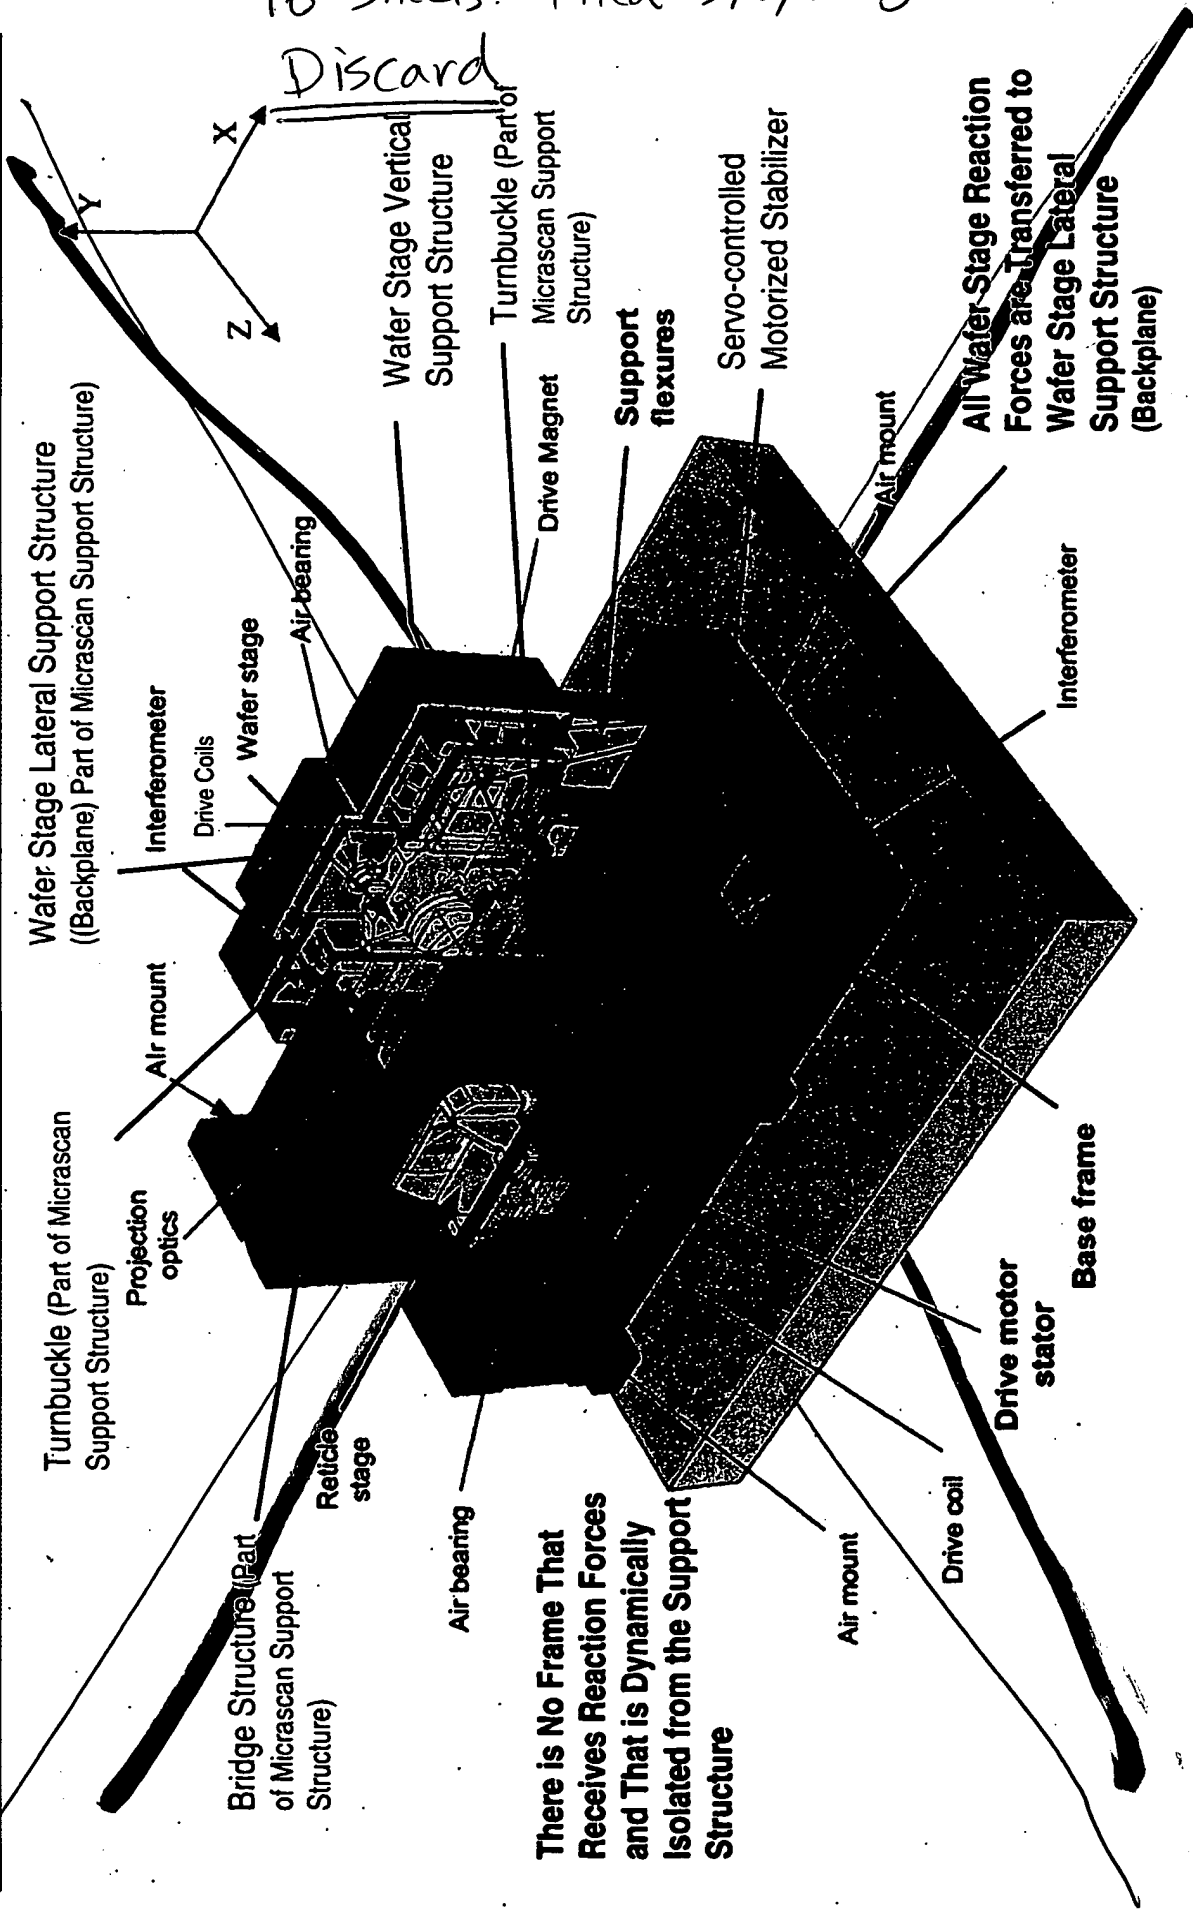 Discard
Wafer Stage Lateral Support Structure
((Backplane) Part of Micrascan Support Structure)
Turnbuckle (Part of Micrascan
Support Structure)
Projection
optics
Air mount
Interferometer
Drive Coils
Wafer stage
Air bearing
X
Y
Z
Wafer Stage Vertical
Support Structure
Turnbuckle (Part of
Micrascan Support
Structure)
Drive Magnet
Support
flexures
Servo-controlled
Motorized Stabilizer
Air mount
All Wafer Stage Reaction
Forces are Transferred to
Wafer Stage Lateral
Support Structure
(Backplane)
Interferometer
Bridge Structure (Part
of Micrascan Support
Structure)
Reticle
stage
Air bearing
There is No Frame That
Receives Reaction Forces
and That is Dynamically
Isolated from the Support
Structure
Air mount
Drive coil
Drive motor
stator
Base frame